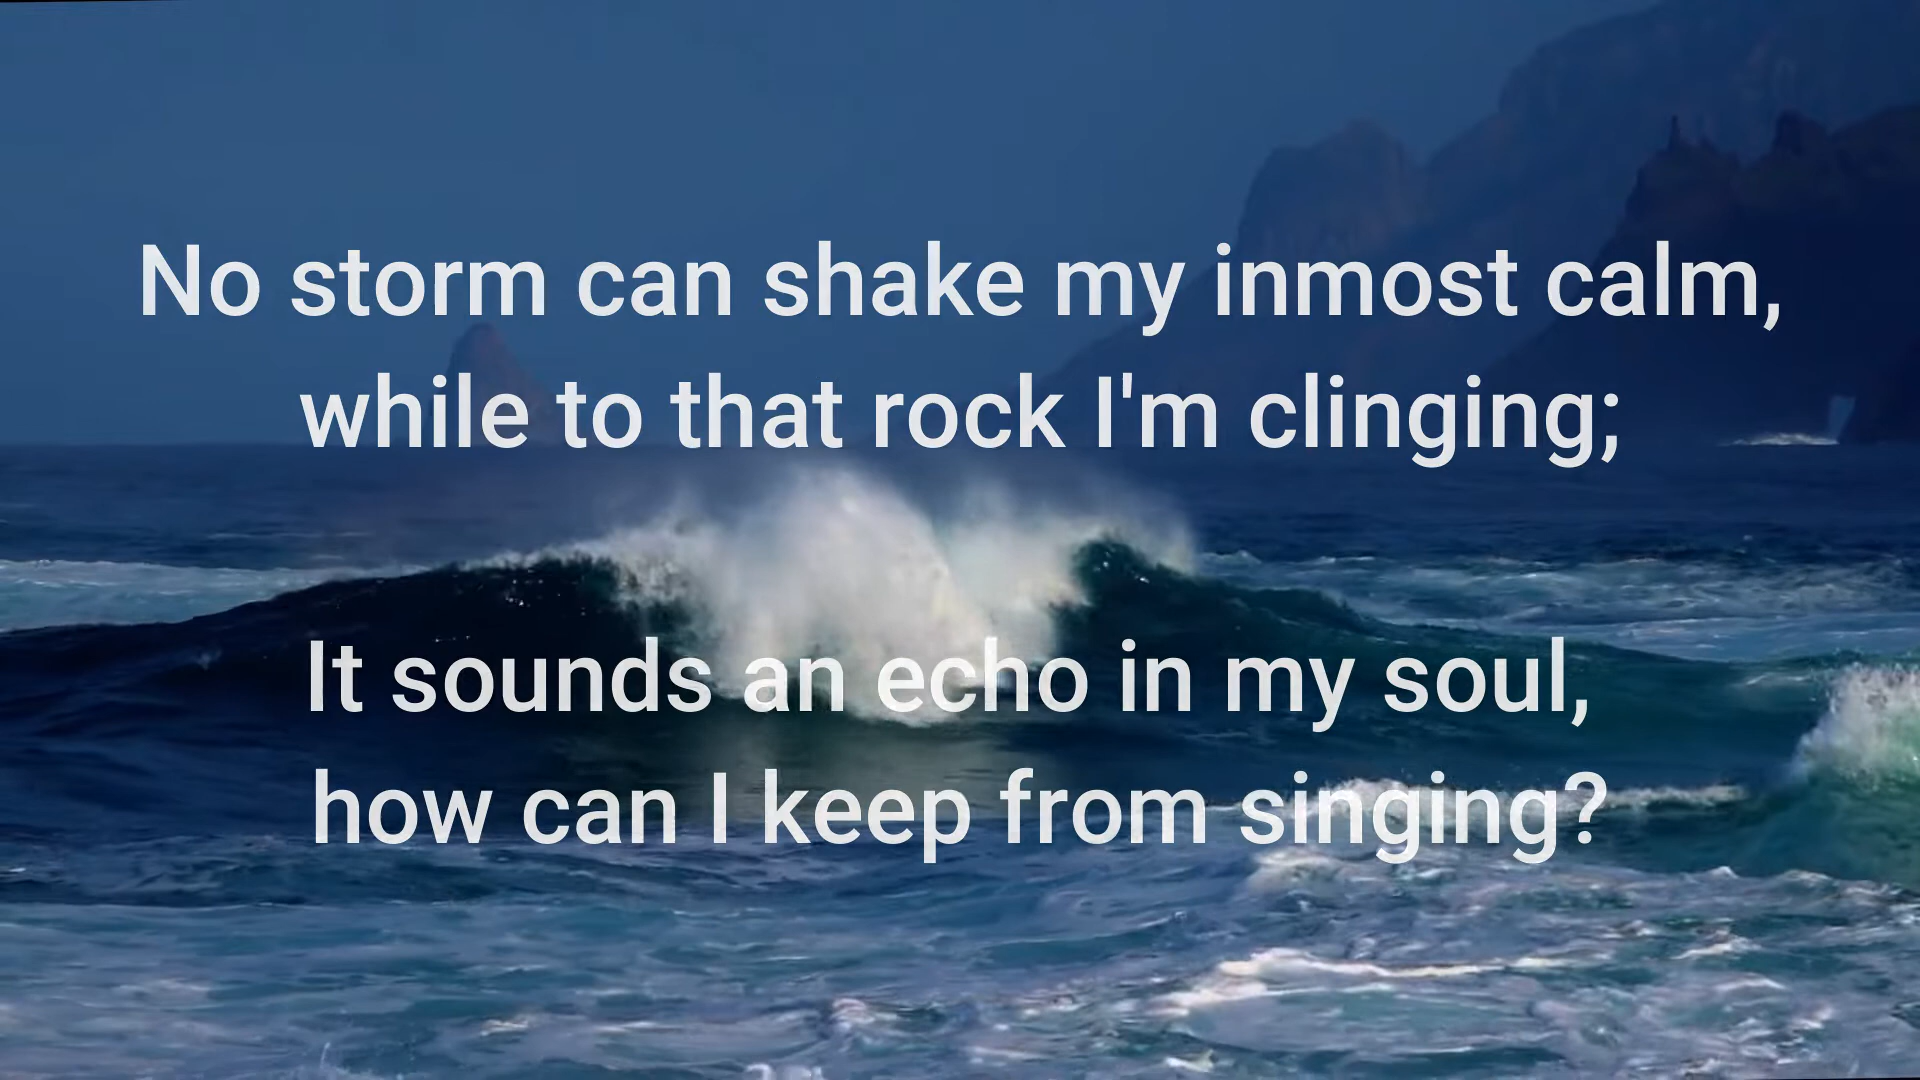 No storm can shake my inmost calm,
while to that rock I'm clinging;
It sounds an echo in my soul,
how can I keep from singing?